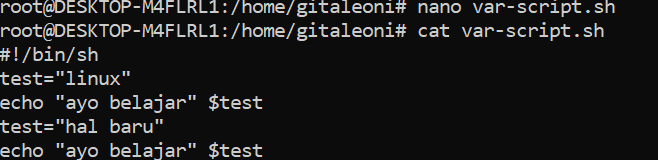 root@DESKTOP-M4FLRL1:/home/gitaleoni# nano var-script.sh
root@DESKTOP-M4FLRL1:/home/gitaleoni# cat var-script.sh
#!/bin/sh
test="linux"
echo "ayo belajar" $test
test="hal baru"
echo "ayo belajar" $test